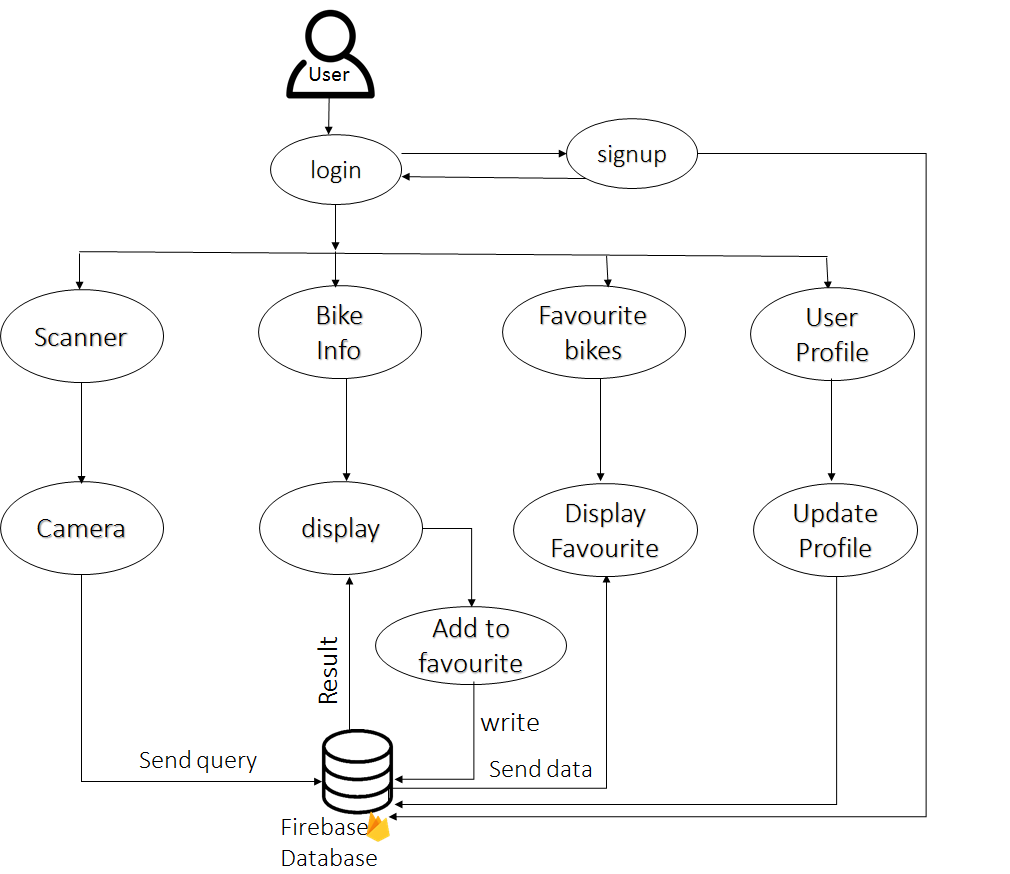 User
login
signup
Scanner
Bike
Info
Favourite
bikes
User
Profile
Camera
display
Display
Favourite
Update
Profile
Add to
favourite
Result
write
Send query
Send data
Firebase
Database